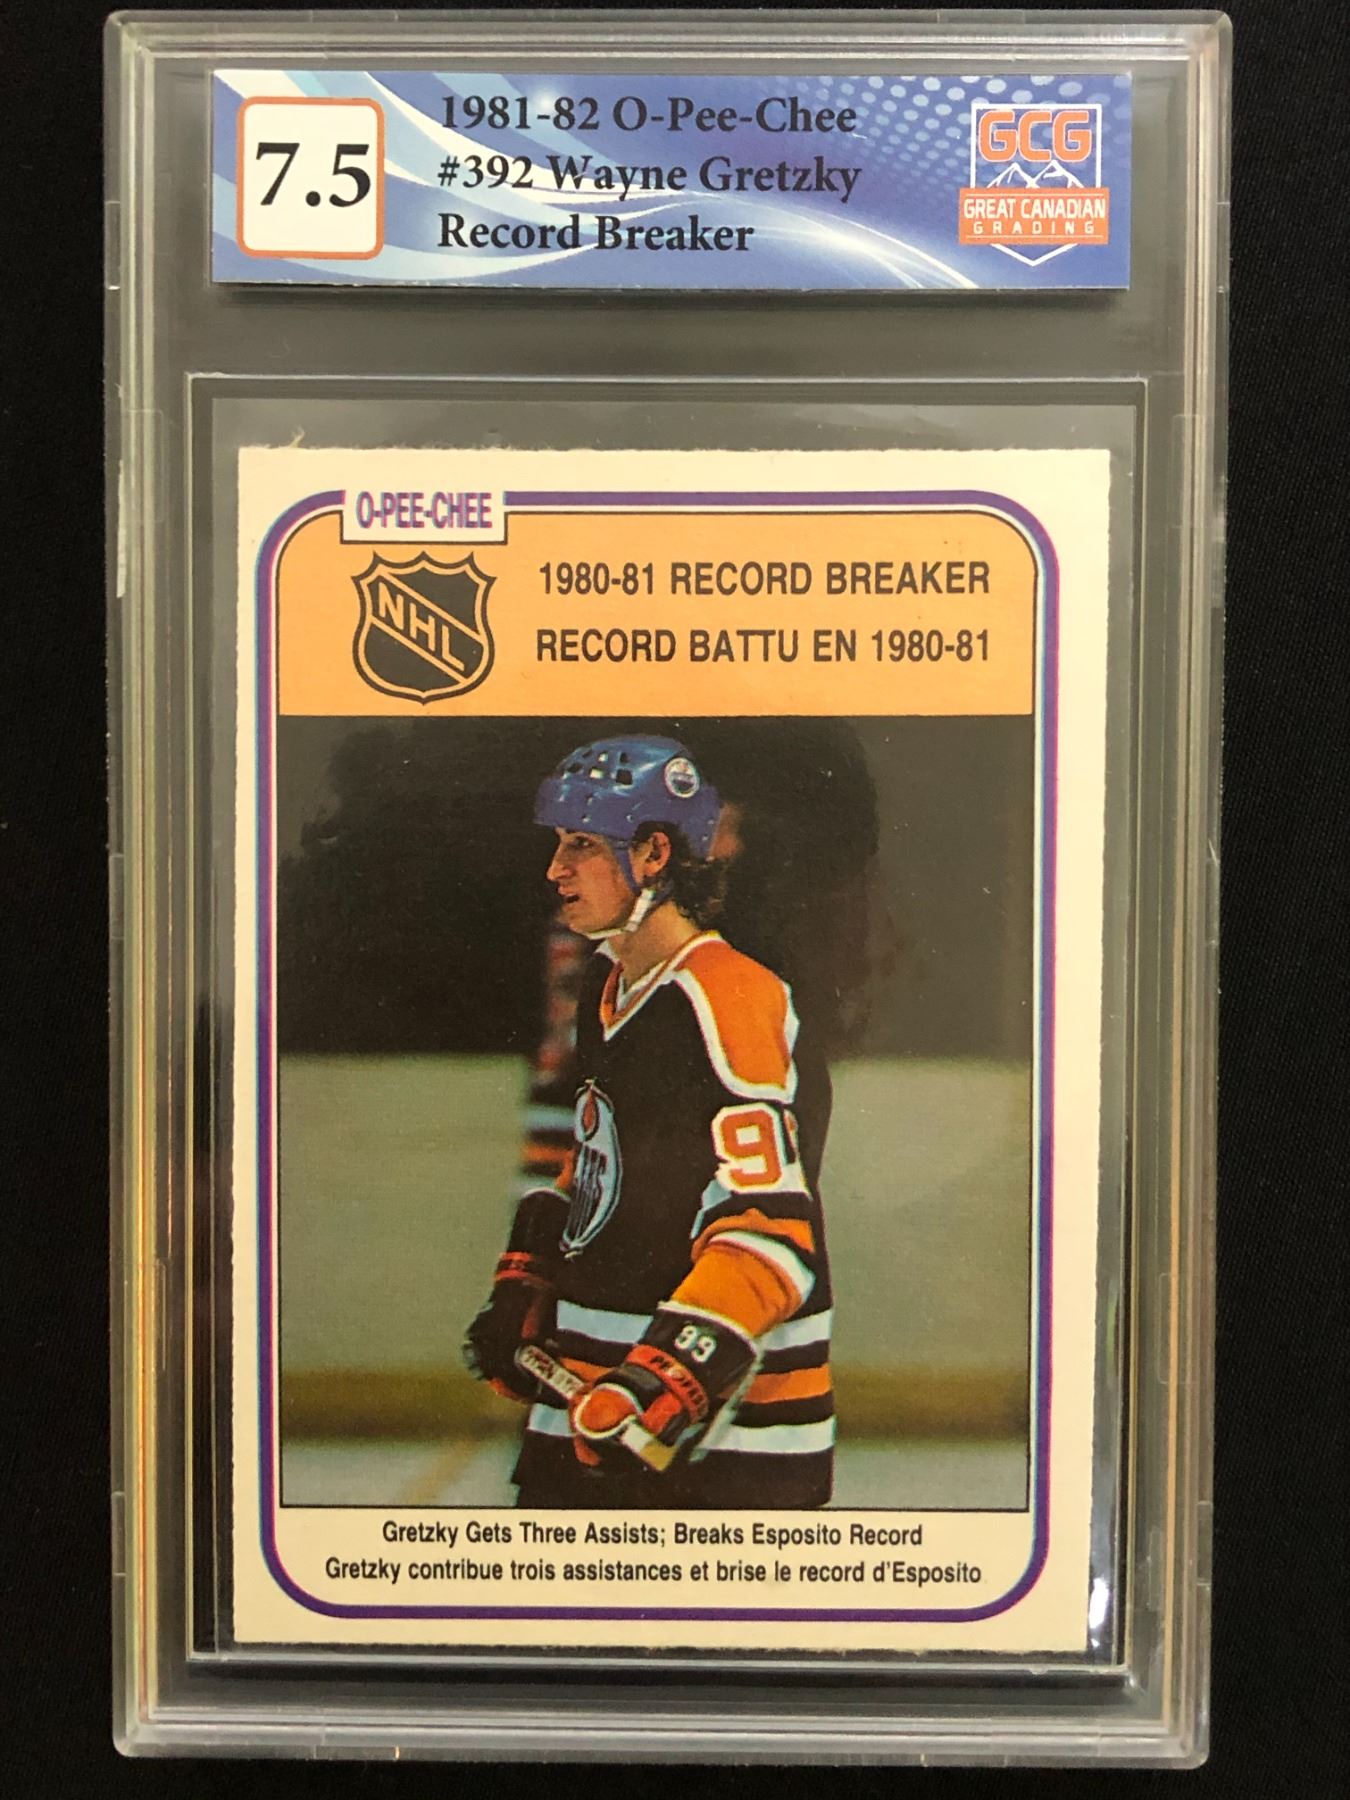 7.5
1981-82 O-Pee-Chee
#392 Wayne Gretzky
Record Breaker
GCG
GREAT CANADIAN
GRADING
O-PEE-CHEE
NHL
1980-81 RECORD BREAKER
RECORD BATTU EN 1980-81
9
99
Gretzky Gets Three Assists; Breaks Esposito Record
Gretzky contribue trois assistances et brise le record d'Esposito